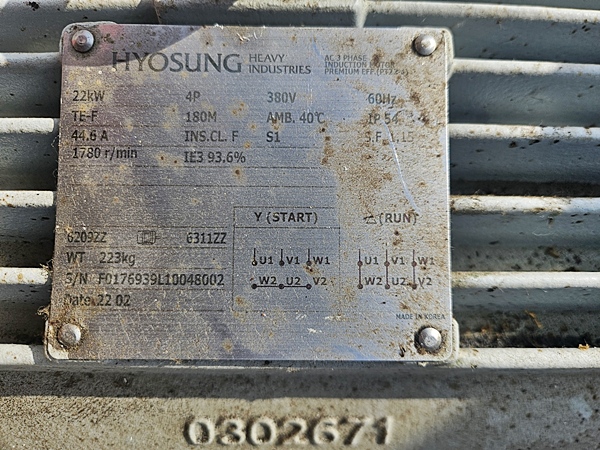 HYOSUNG HEAVY INDUSTRIES
AC 3 PHASE
INDUCTION MOTOR
PREMIUM EFF.
22kW 4P 380V 60Hz
TE-F 180M AMB. 40℃ IP 54
44.6 A INS.CL. F S1 S.F 1.15
1780 r/min IE3 93.6%
Y (START) △(RUN)
6209ZZ 6311ZZ
WT 223kg
U1 V1 W1 U1 V1 W1
S/N F0176939L10048002
W2 U2 V2 W2 U2 V2
Date. 22 02
MADE IN KOREA
0302671